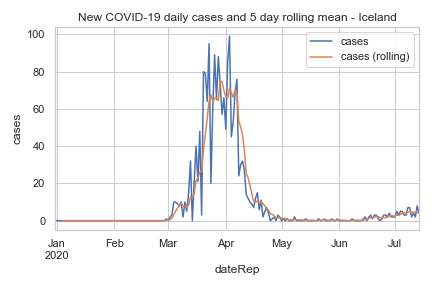 New COVID-19 daily cases and 5 day rolling mean - Iceland
cases
cases (rolling)
100
80
60
40
20
0
cases
Jan Feb Mar Apr May Jun Jul
2020
dateRep